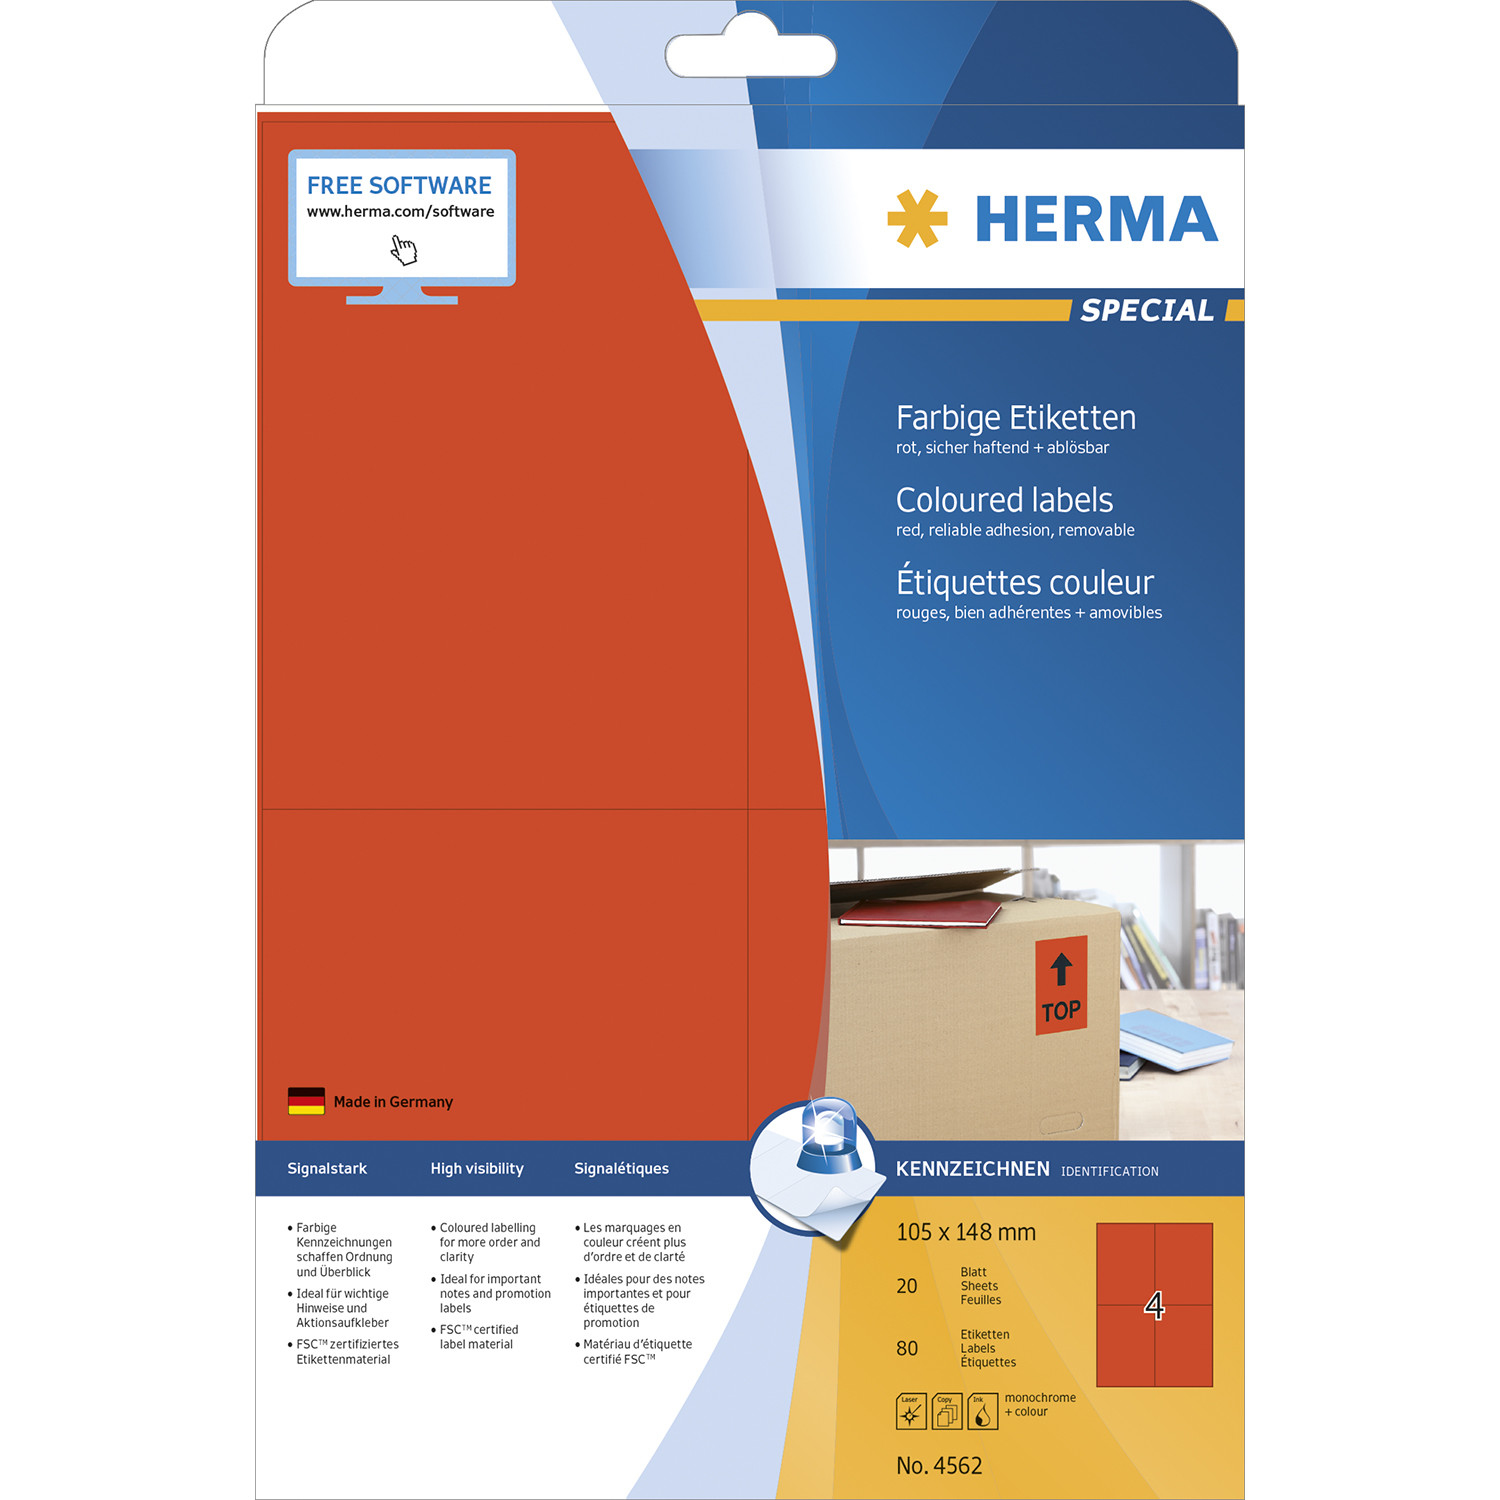 FREE SOFTWARE
www.herma.com/software
HERMA
SPECIAL
Farbige Etiketten
rot, sicher haftend + ablösbar
Coloured labels
red, reliable adhesion, removable
Étiquettes couleur
rouges, bien adhérentes + amovibles
TOP
Made in Germany
Signalstark
High visibility
Signalétiques
KENNZEICHNEN IDENTIFICATION
• Farbige
Kennzeichnungen
schaffen Ordnung
und Überblick
• Ideal für wichtige
Hinweise und
Aktionsaufkleber
• FSC™ zertifiziertes
Etikettenmaterial
• Coloured labelling
for more order and
clarity
• Ideal for important
notes and promotion
labels
• FSC™ certified
label material
• Les marquages en
couleur créent plus
d'ordre et de clarté
• Idéales pour des notes
importantes et pour
étiquettes de
promotion
• Matériau d'étiquette
certifié FSC™
105 x 148 mm
20
Blatt
Sheets
Feuilles
80
Etiketten
Labels
Étiquettes
4
Laser
Copy
Ink
monochrome
+ colour
No. 4562